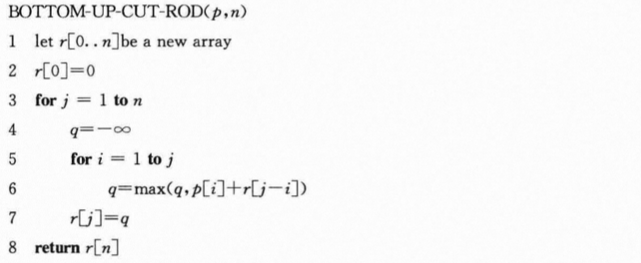 BOTTOM-UP-CUT-ROD(p,n)
1 let r[0..n]be a new array
2 r[0]=0
3 for j = 1 to n
4 q=-∞
5 for i = 1 to j
6 q=max(q,p[i]+r[j-i])
7 r[j]=q
8 return r[n]